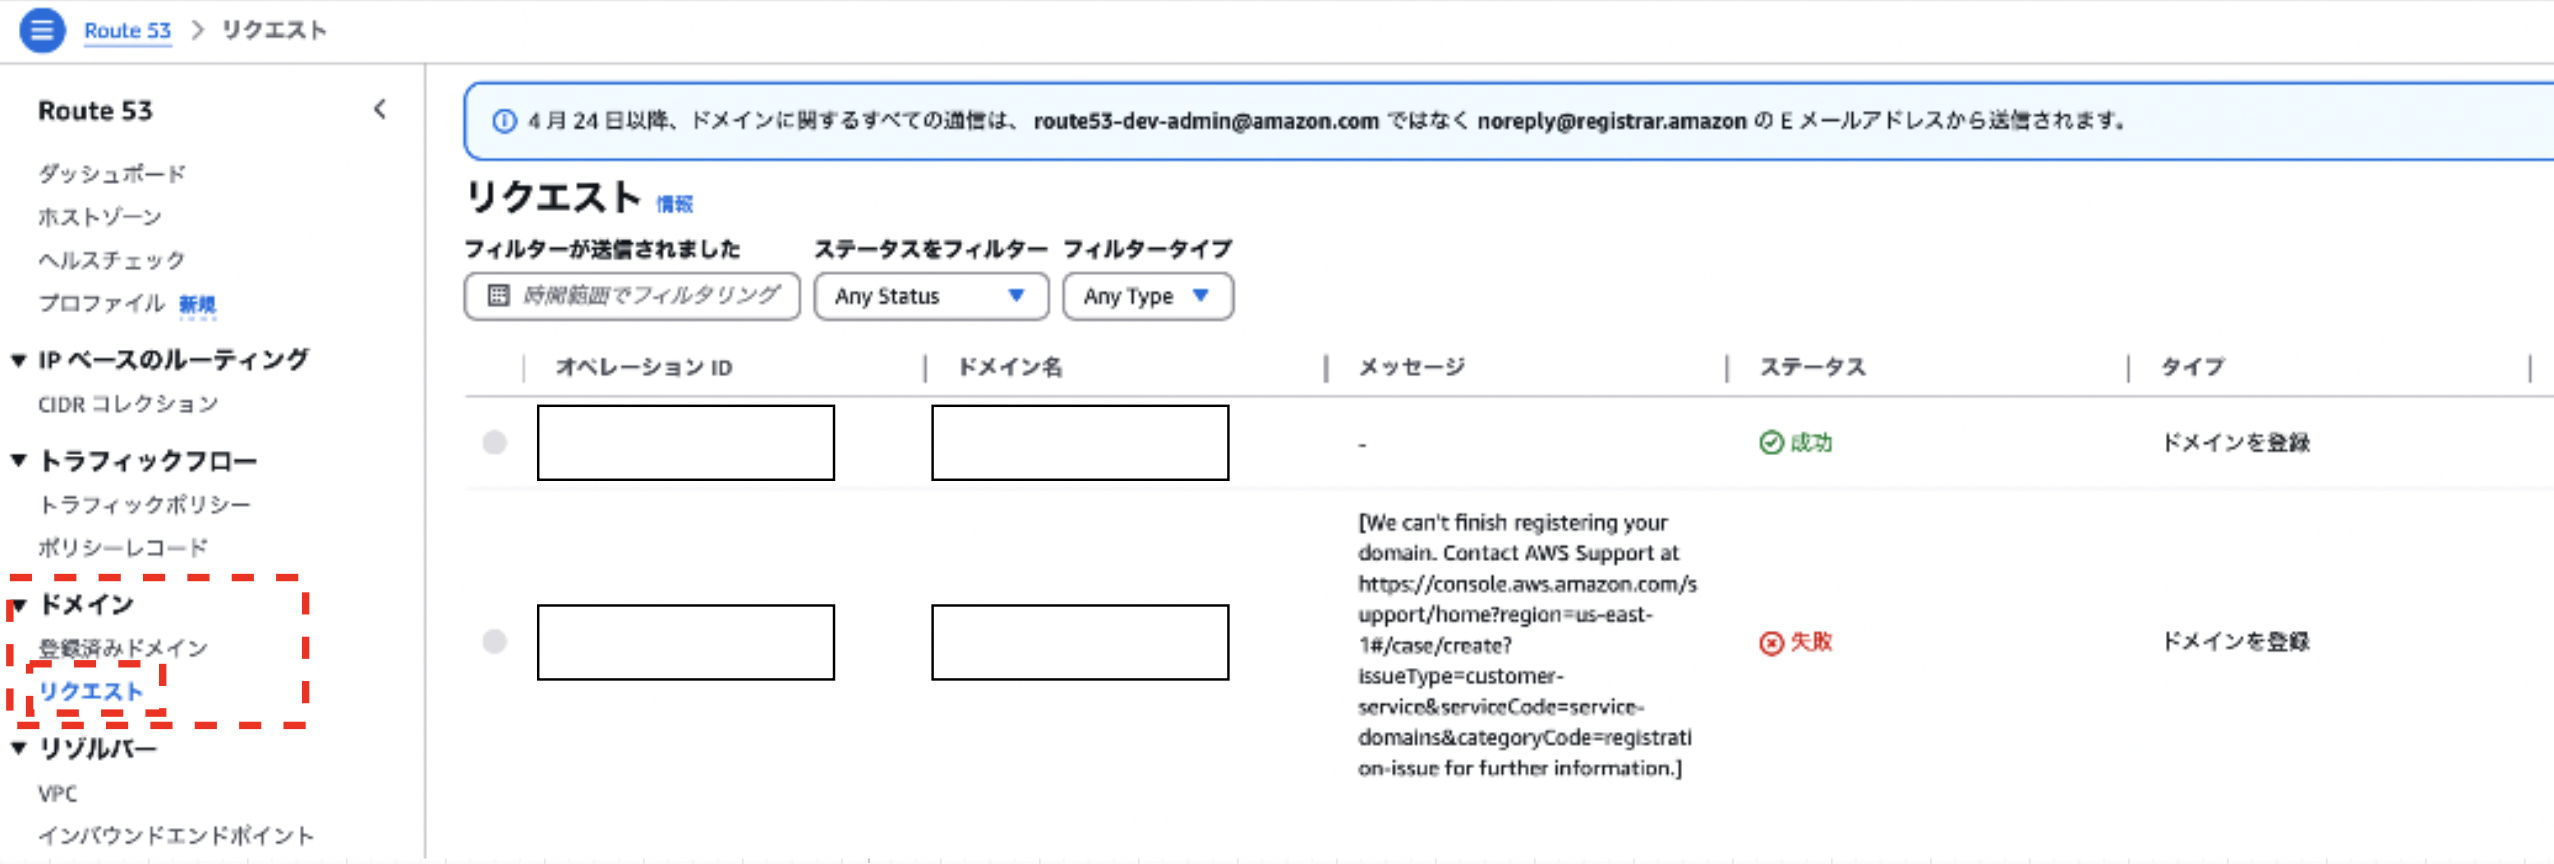 Route 53 > リクエスト
Route 53
ダッシュボード
ホストゾーン
ヘルスチェック
プロファイル 新規
▼ IP ベースのルーティング
CIDR コレクション
▼ トラフィックフロー
トラフィックポリシー
ポリシーレコード
▼ ドメイン
登録済みドメイン
リクエスト
▼ リゾルバー
VPC
インバウンドエンドポイント
4 月 24 日以降、ドメインに関するすべての通信は、 route53-dev-admin@amazon.com ではなく noreply@registrar.amazon の E メールアドレスから送信されます。
リクエスト 情報
フィルターが送信されました ステータスをフィルター フィルタータイプ
時間範囲でフィルタリング Any Status Any Type
オペレーション ID ドメイン名 メッセージ ステータス タイプ
- 成功 ドメインを登録
[We can't finish registering your
domain. Contact AWS Support at
https://console.aws.amazon.com/s
upport/home?region=us-east-
1#/case/create?
issueType=customer-
service&serviceCode=service-
domains&categoryCode=registrati
on-issue for further information.]
失敗 ドメインを登録